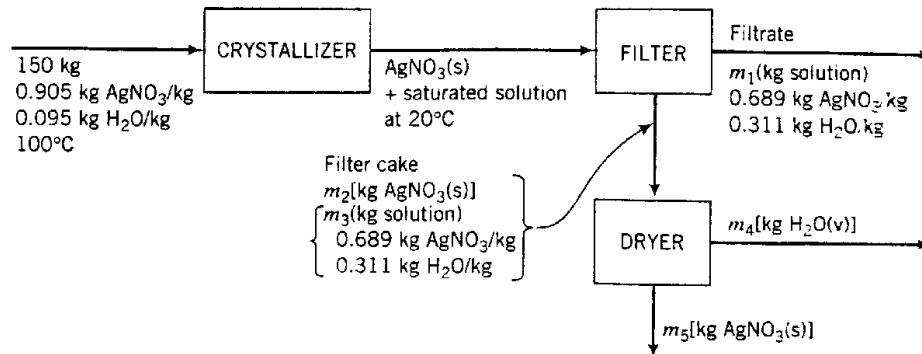 CRYSTALLIZER
FILTER
Filtrate
150 kg
0.905 kg AgNO₃/kg
0.095 kg H₂O/kg
100°C
AgNO₃(s)
+ saturated solution
at 20°C
m₁(kg solution)
0.689 kg AgNO₃/kg
0.311 kg H₂O/kg
Filter cake
m₂[kg AgNO₃(s)]
m₃(kg solution)
0.689 kg AgNO₃/kg
0.311 kg H₂O/kg
DRYER
m₄[kg H₂O(v)]
m₅[kg AgNO₃(s)]